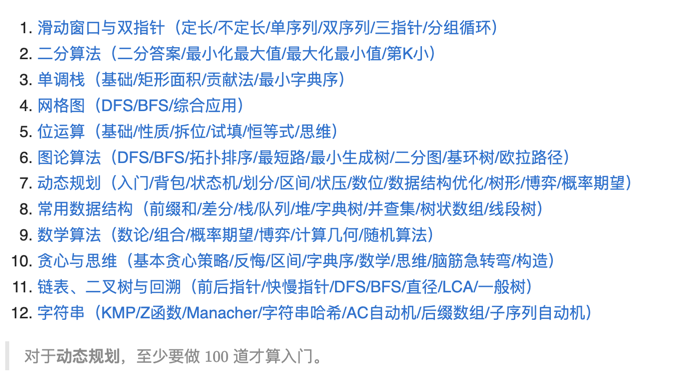 1. 滑动窗口与双指针（定长/不定长/单序列/双序列/三指针/分组循环）
2. 二分算法（二分答案/最小化最大值/最大化最小值/第K小）
3. 单调栈（基础/矩形面积/贡献法/最小字典序）
4. 网格图（DFS/BFS/综合应用）
5. 位运算（基础/性质/拆位/试填/恒等式/思维）
6. 图论算法（DFS/BFS/拓扑排序/最短路/最小生成树/二分图/基环树/欧拉路径）
7. 动态规划（入门/背包/状态机/划分/区间/状压/数位/数据结构优化/树形/博弈/概率期望）
8. 常用数据结构（前缀和/差分/栈/队列/堆/字典树/并查集/树状数组/线段树）
9. 数学算法（数论/组合/概率期望/博弈/计算几何/随机算法）
10. 贪心与思维（基本贪心策略/反悔/区间/字典序/数学/思维/脑筋急转弯/构造）
11. 链表、二叉树与回溯（前后指针/快慢指针/DFS/BFS/直径/LCA/一般树）
12. 字符串（KMP/Z函数/Manacher/字符串哈希/AC自动机/后缀数组/子序列自动机）
对于动态规划，至少要做 100 道才算入门。